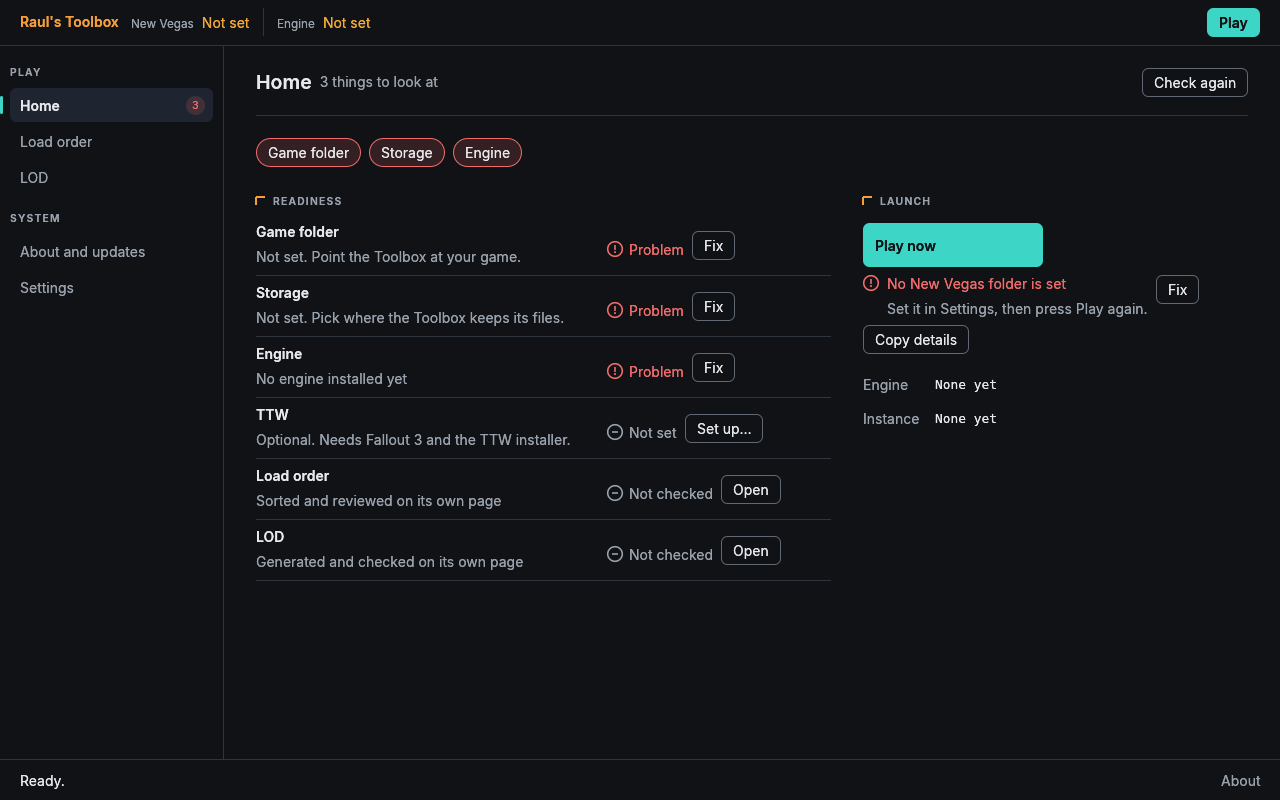 Raul's Toolbox New Vegas Not set Engine Not set Play
PLAY
Home 3
Load order
LOD
SYSTEM
About and updates
Settings
Home 3 things to look at Check again
Game folder Storage Engine
READINESS
Game folder
Not set. Point the Toolbox at your game.
Problem Fix
Storage
Not set. Pick where the Toolbox keeps its files.
Problem Fix
Engine
No engine installed yet
Problem Fix
TTW
Optional. Needs Fallout 3 and the TTW installer.
Not set Set up...
Load order
Sorted and reviewed on its own page
Not checked Open
LOD
Generated and checked on its own page
Not checked Open
LAUNCH
Play now
No New Vegas folder is set
Set it in Settings, then press Play again.
Fix
Copy details
Engine None yet
Instance None yet
Ready. About